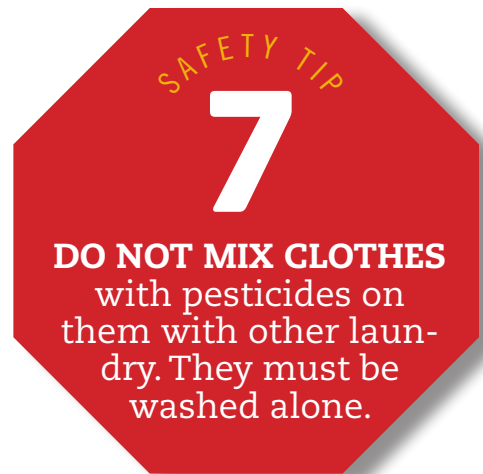 SAFETY TIP
7
DO NOT MIX CLOTHES
with pesticides on
them with other laun-
dry. They must be
washed alone.